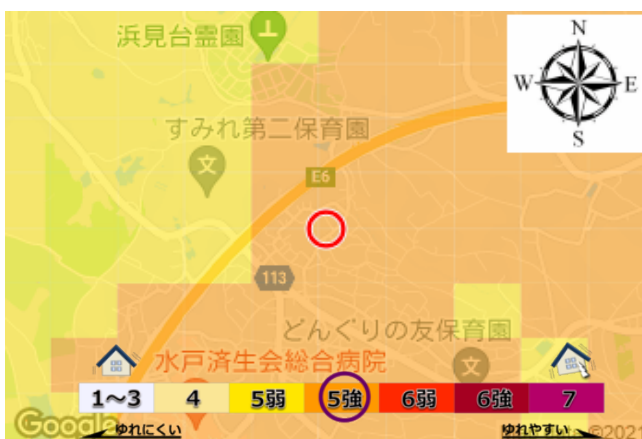 浜見台霊園
N
W E
S
すみれ第二保育園
E6
113
どんぐりの友保育園
水戸済生会総合病院
1〜3 4 5弱 5強 6弱 6強 7
Google ゆれにくい ゆれやすい ©2021